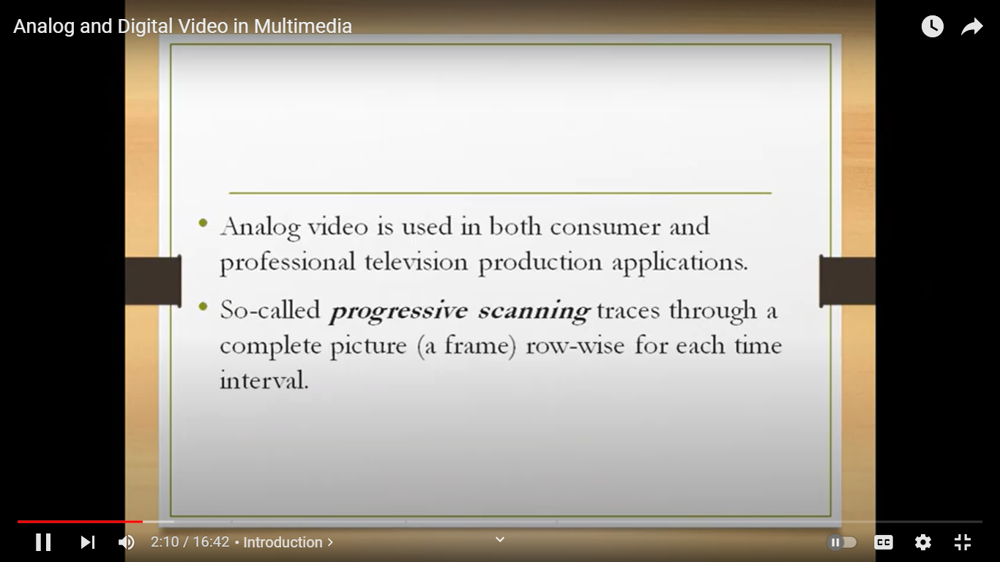 Analog and Digital Video in Multimedia
• Analog video is used in both consumer and
professional television production applications.
• So-called progressive scanning traces through a
complete picture (a frame) row-wise for each time
interval.
2:10 / 16:42 • Introduction
CC